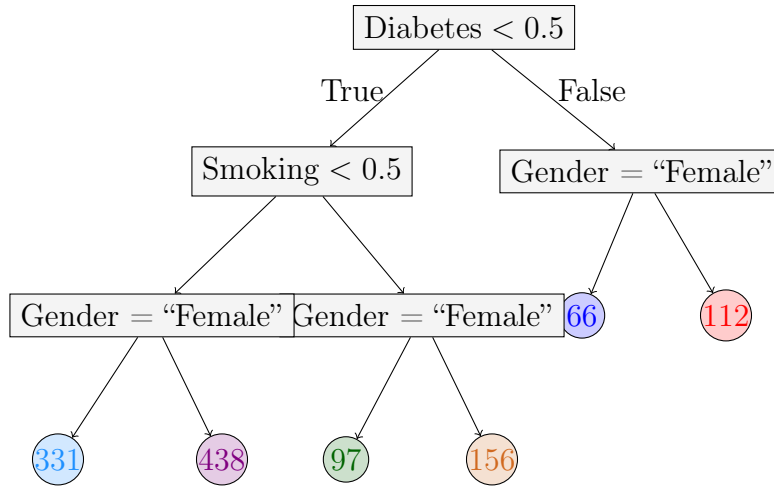 Diabetes < 0.5
True
False
Smoking < 0.5
Gender = “Female”
Gender = “Female”
Gender = “Female”
66
112
331
438
97
156